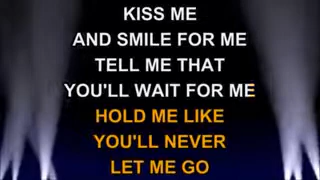 KISS ME
AND SMILE FOR ME
TELL ME THAT
YOU'LL WAIT FOR ME
HOLD ME LIKE
YOU'LL NEVER
LET ME GO